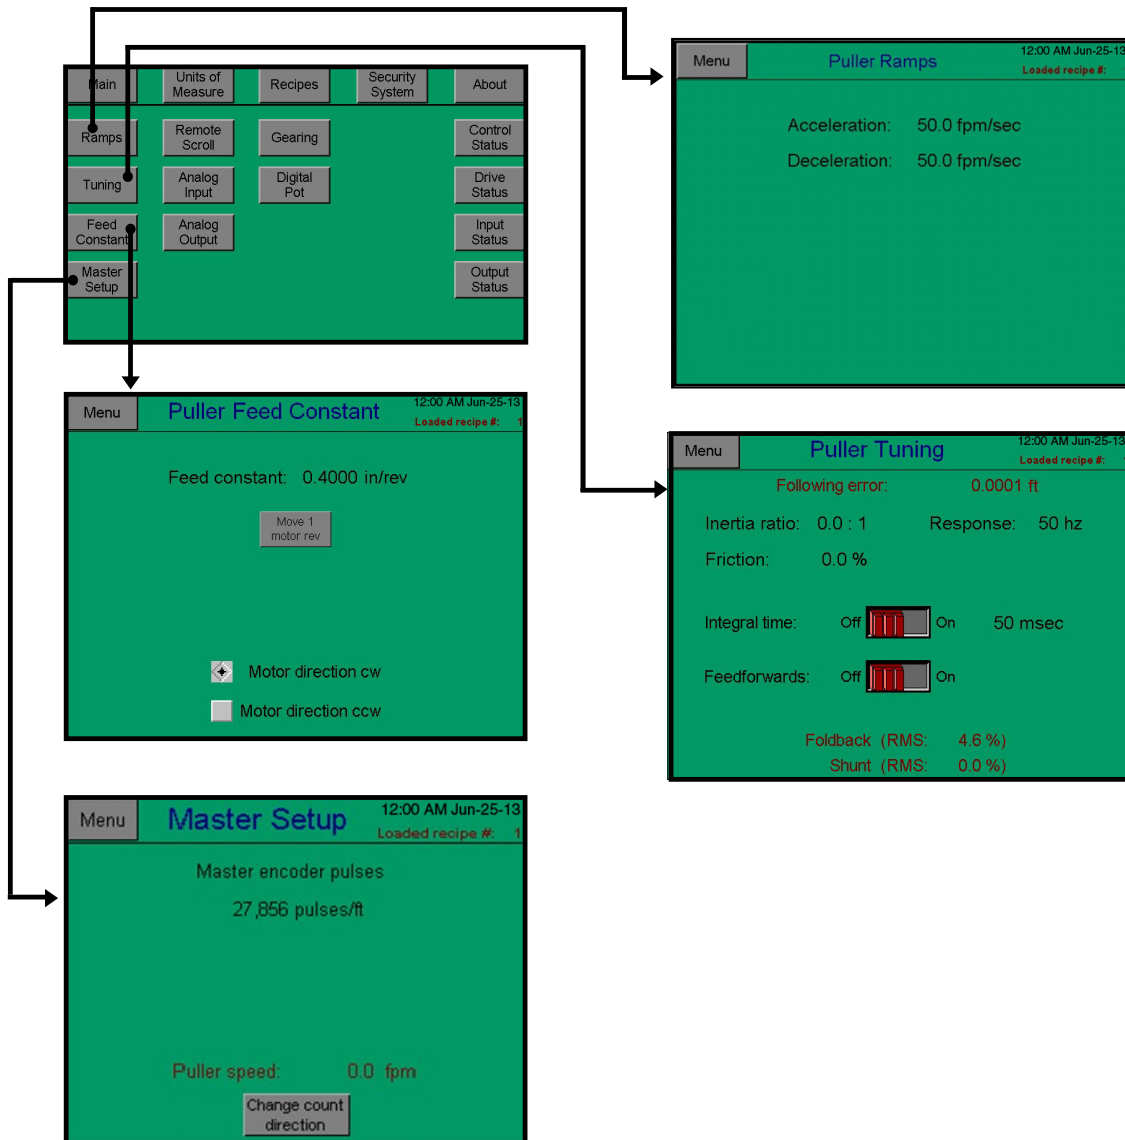 Main
Units of
Measure
Recipes
Security
System
About
Ramps
Remote
Scroll
Gearing
Control
Status
Tuning
Analog
Input
Digital
Pot
Drive
Status
Feed
Constant
Analog
Output
Input
Status
Master
Setup
Output
Status
Menu
Puller Ramps
12:00 AM Jun-25-13
Loaded recipe #:
Acceleration: 50.0 fpm/sec
Deceleration: 50.0 fpm/sec
Menu
Puller Feed Constant
12:00 AM Jun-25-13
Loaded recipe #: 1
Feed constant: 0.4000 in/rev
Move 1
motor rev
Motor direction cw
Motor direction ccw
Menu
Puller Tuning
12:00 AM Jun-25-13
Loaded recipe #:
Following error: 0.0001 ft
Inertia ratio: 0.0 : 1 Response: 50 hz
Friction: 0.0 %
Integral time: Off On 50 msec
Feedforwards: Off On
Foldback (RMS: 4.6 %)
Shunt (RMS: 0.0 %)
Menu
Master Setup
12:00 AM Jun-25-13
Loaded recipe #: 1
Master encoder pulses
27,856 pulses/ft
Puller speed: 0.0 fpm
Change count
direction